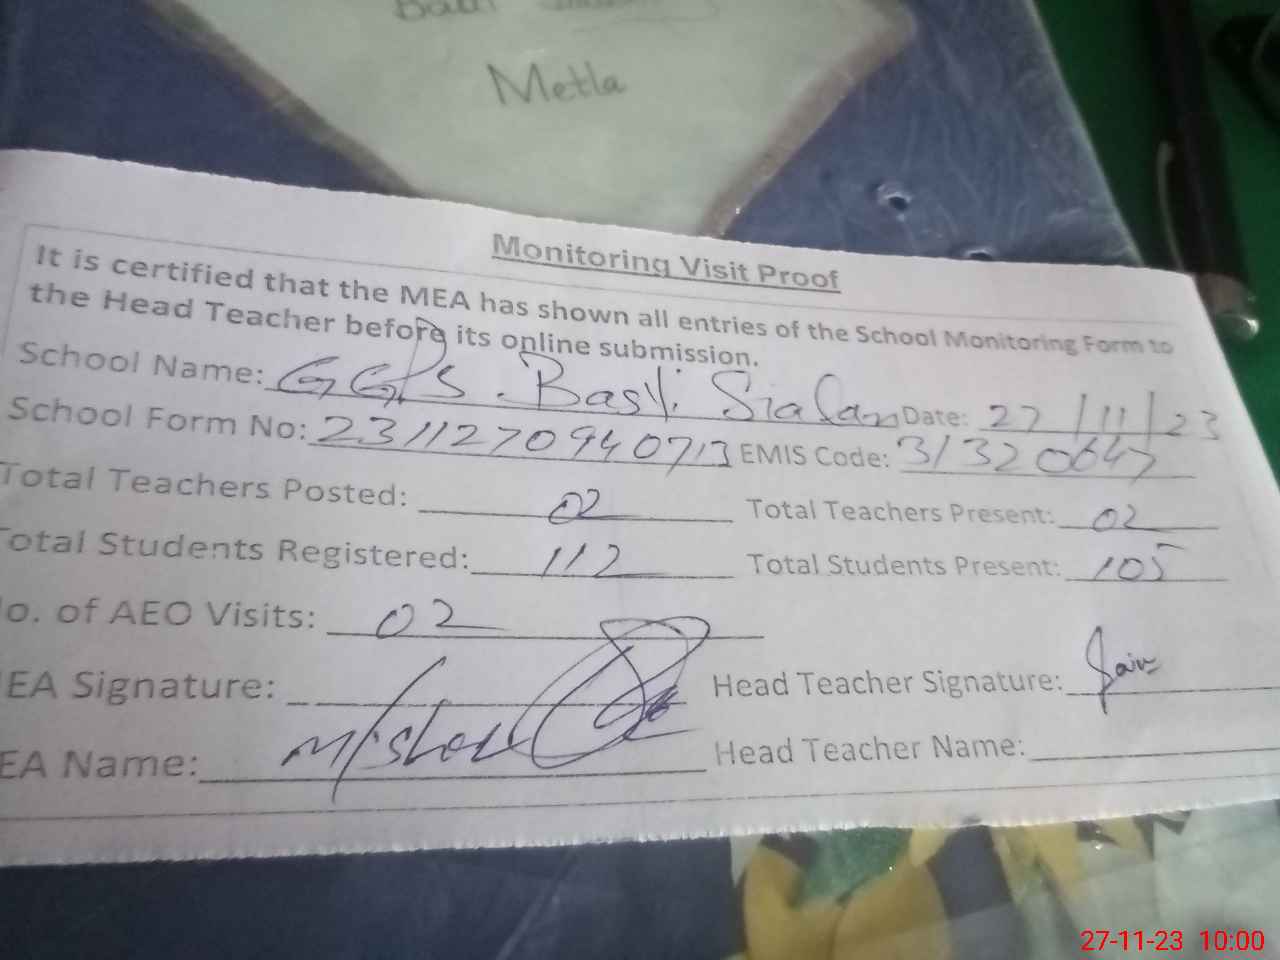 Metla
Monitoring Visit Proof
It is certified that the MEA has shown all entries of the School Monitoring Form to
the Head Teacher before its online submission.
School Name: GGPS. Basti Sialan Date: 27/11/23
School Form No: 2311270940713 EMIS Code: 31320647
Total Teachers Posted: 02 Total Teachers Present: 02
Total Students Registered: 112 Total Students Present: 105
o. of AEO Visits: 02
EA Signature: Head Teacher Signature:
EA Name: Head Teacher Name:
27-11-23 10:00